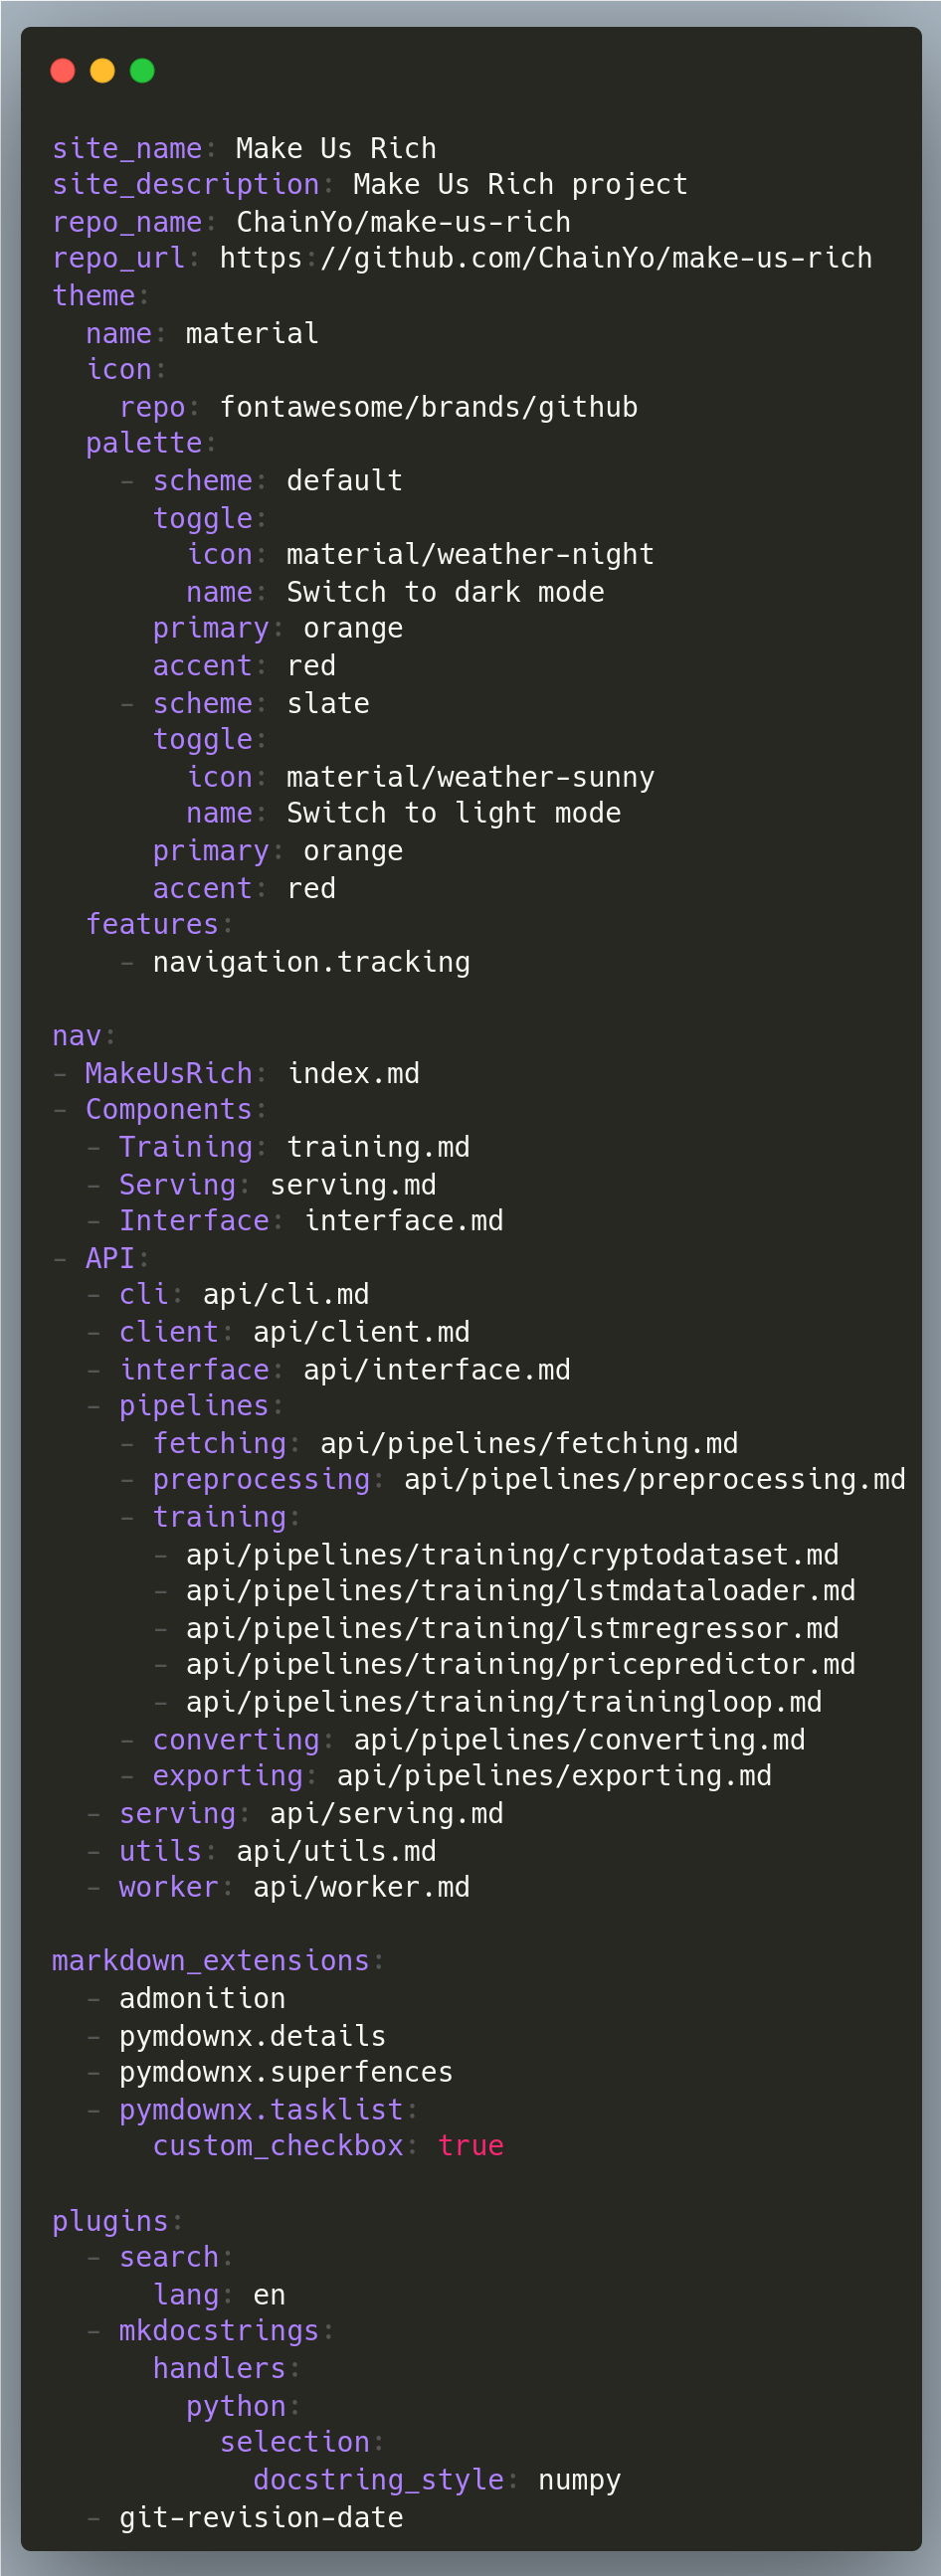 site_name: Make Us Rich
site_description: Make Us Rich project
repo_name: ChainYo/make-us-rich
repo_url: https://github.com/ChainYo/make-us-rich
theme:
  name: material
  icon:
    repo: fontawesome/brands/github
  palette:
    - scheme: default
      toggle:
        icon: material/weather-night
        name: Switch to dark mode
      primary: orange
      accent: red
    - scheme: slate
      toggle:
        icon: material/weather-sunny
        name: Switch to light mode
      primary: orange
      accent: red
  features:
    - navigation.tracking

nav:
- MakeUsRich: index.md
- Components:
  - Training: training.md
  - Serving: serving.md
  - Interface: interface.md
- API:
  - cli: api/cli.md
  - client: api/client.md
  - interface: api/interface.md
  - pipelines:
    - fetching: api/pipelines/fetching.md
    - preprocessing: api/pipelines/preprocessing.md
    - training:
      - api/pipelines/training/cryptodataset.md
      - api/pipelines/training/lstmdataloader.md
      - api/pipelines/training/lstmregressor.md
      - api/pipelines/training/pricepredictor.md
      - api/pipelines/training/trainingloop.md
    - converting: api/pipelines/converting.md
    - exporting: api/pipelines/exporting.md
  - serving: api/serving.md
  - utils: api/utils.md
  - worker: api/worker.md

markdown_extensions:
  - admonition
  - pymdownx.details
  - pymdownx.superfences
  - pymdownx.tasklist:
      custom_checkbox: true

plugins:
  - search:
      lang: en
  - mkdocstrings:
      handlers:
        python:
          selection:
            docstring_style: numpy
  - git-revision-date